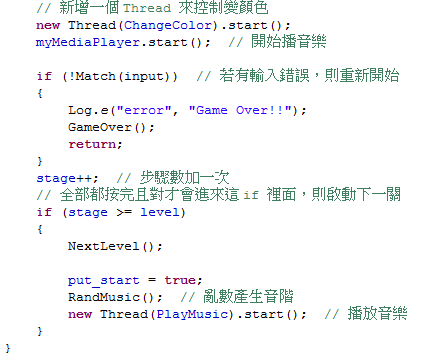 // 新增一個 Thread 來控制變顏色
new Thread(ChangeColor).start();
myMediaPlayer.start();  // 開始播音樂
if (!Match(input))  // 若有輸入錯誤，則重新開始
{
Log.e("error", "Game Over!!");
GameOver();
return;
}
stage++;  // 步驟數加一次
// 全部都按完且對才會進來這 if 裡面，則啟動下一關
if (stage >= level)
{
NextLevel();
put_start = true;
RandMusic();  // 亂數產生音階
new Thread(PlayMusic).start();  // 播放音樂
}
}